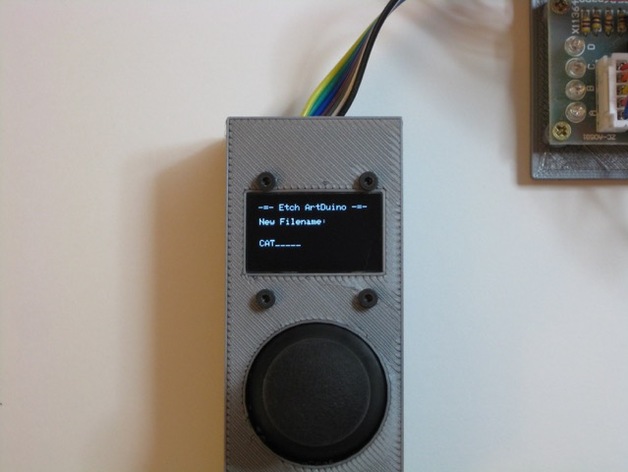 -=- Etch ArtDuino -=-
New Filename:
CAT_____
D
C
B
A